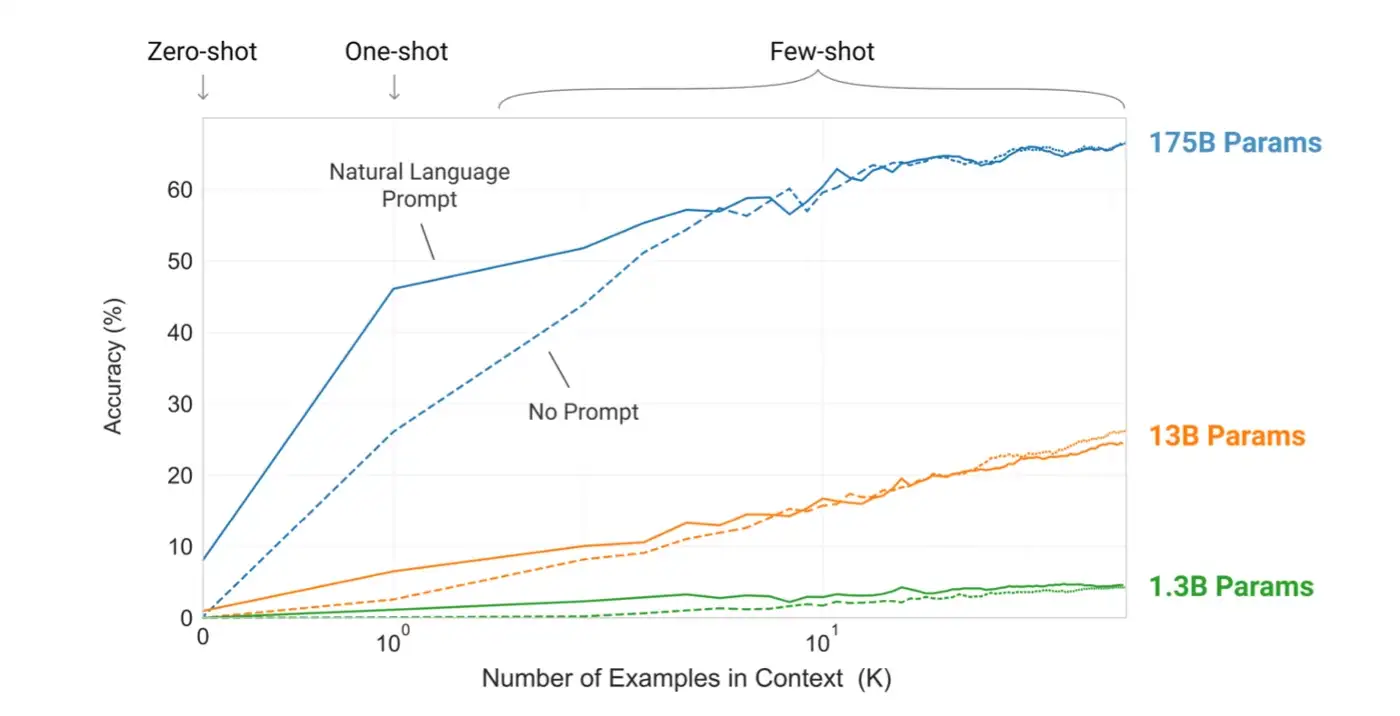 Zero-shot
One-shot
Few-shot
175B Params
Natural Language
Prompt
60
50
40
No Prompt
30
13B Params
20
10
1.3B Params
0
0
10⁰
10¹
Accuracy (%)
Number of Examples in Context (K)